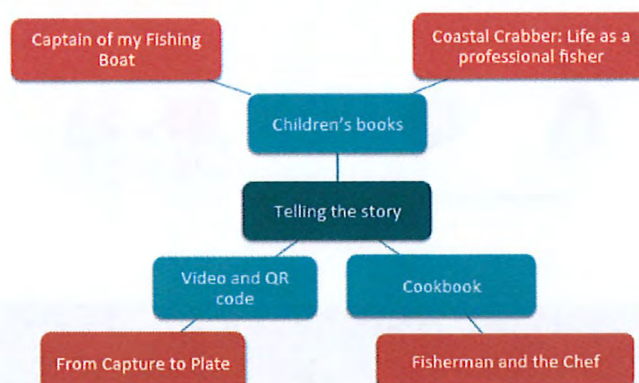 Captain of my Fishing
Boat
Coastal Crabber: Life as a
professional fisher
Children's books
Telling the story
Video and QR
code
Cookbook
From Capture to Plate
Fisherman and the Chef